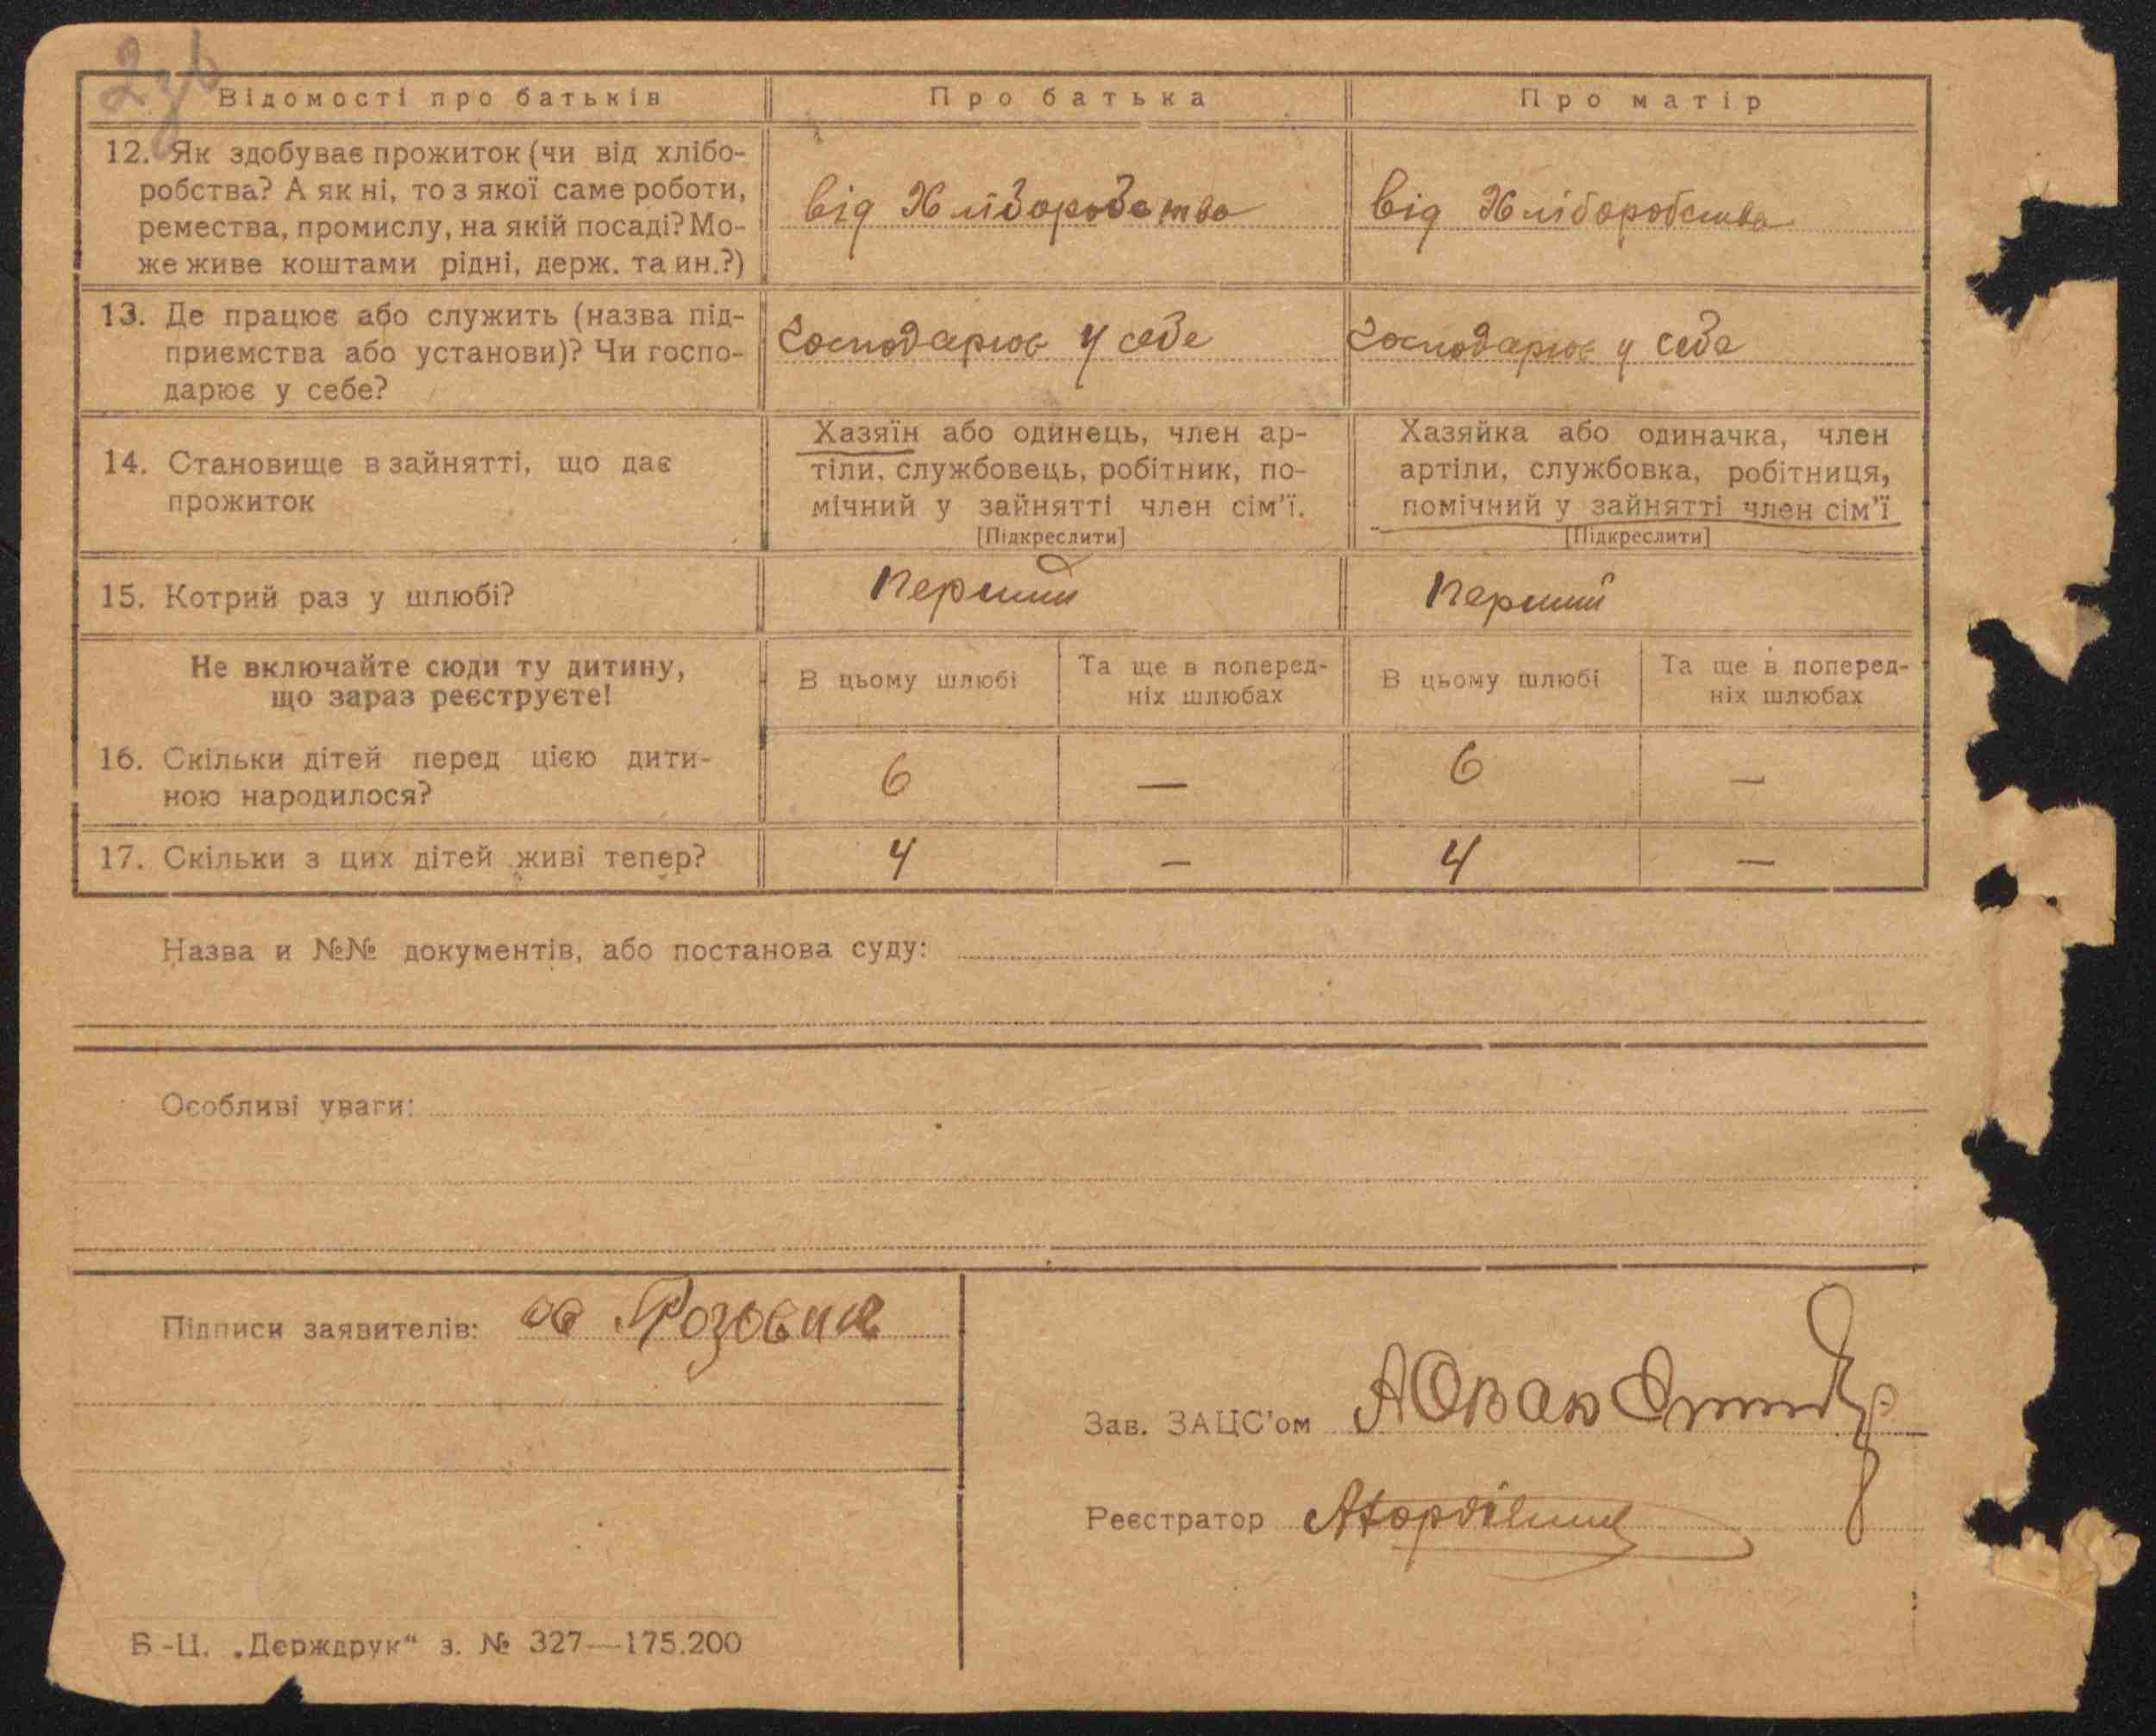 2зв
Відомості про батьків Про батька Про матір
12. Як здобуває прожиток (чи від хлібо-
робства? А як ні, то з якої саме роботи,
ремества, промислу, на якій посаді? Мо-
же живе коштами рідні, держ. та ин.?)
від Хліборобства від Хліборобства
13. Де працює або служить (назва під-
приємства або установи)? Чи госпо-
дарює у себе?
Господарює у себе Господарює у себе
14. Становище в зайнятті, що дає
прожиток
Хазяїн або одинець, член ар-
тіли, службовець, робітник, по-
мічний у зайнятті член сім'ї.
[Підкреслити]
Хазяйка або одиначка, член
артіли, службовка, робітниця,
помічний у зайнятті член сім'ї
[Підкреслити]
15. Котрий раз у шлюбі? Перший Перший
Не включайте сюди ту дитину,
що зараз реєструєте!
В цьому шлюбі Та ще в поперед-
ніх шлюбах
В цьому шлюбі Та ще в поперед-
ніх шлюбах
16. Скільки дітей перед цією дити-
ною народилося?
6 — 6 —
17. Скільки з цих дітей живі тепер? 4 — 4 —
Назва и №№ документів, або постанова суду:
Особливі уваги:
Підписи заявителів:
Зав. ЗАЦС'ом
Реєстратор
Б-Ц. „Держдрук“ з. № 327—175.200